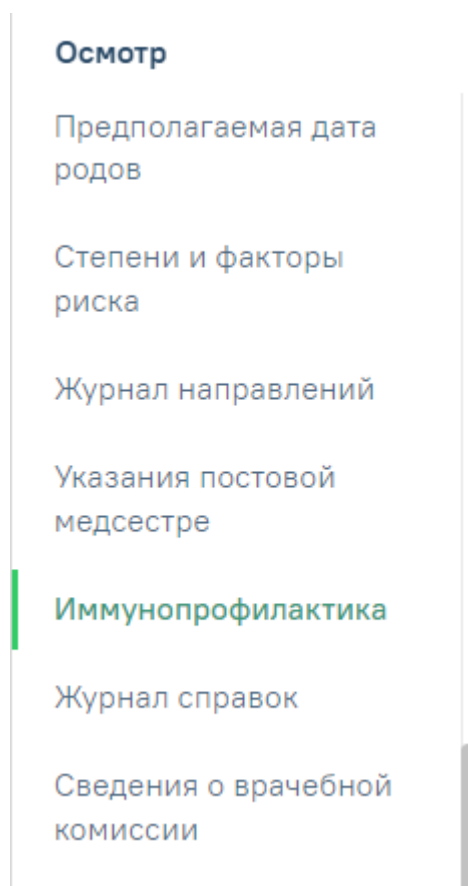 Осмотр
Предполагаемая дата
родов
Степени и факторы
риска
Журнал направлений
Указания постовой
медсестре
Иммунопрофилактика
Журнал справок
Сведения о врачебной
комиссии